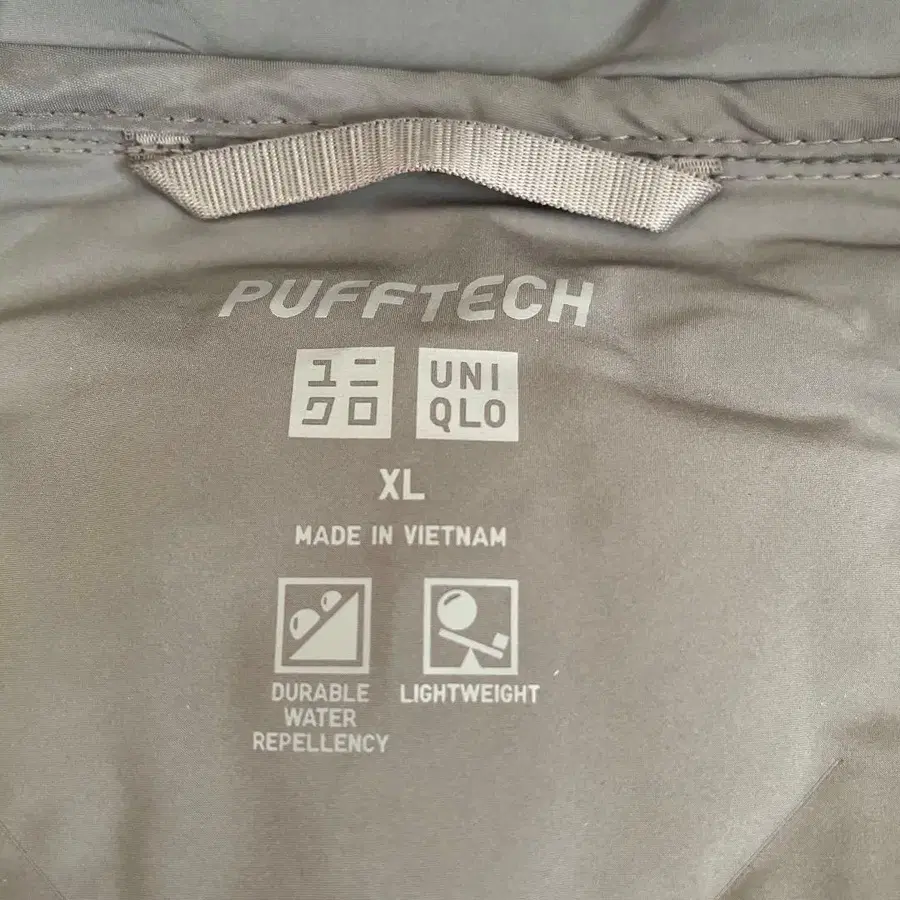 PUFFTECH
ユニ UNI
クロ QLO
XL
MADE IN VIETNAM
DURABLE LIGHTWEIGHT
WATER
REPELLENCY